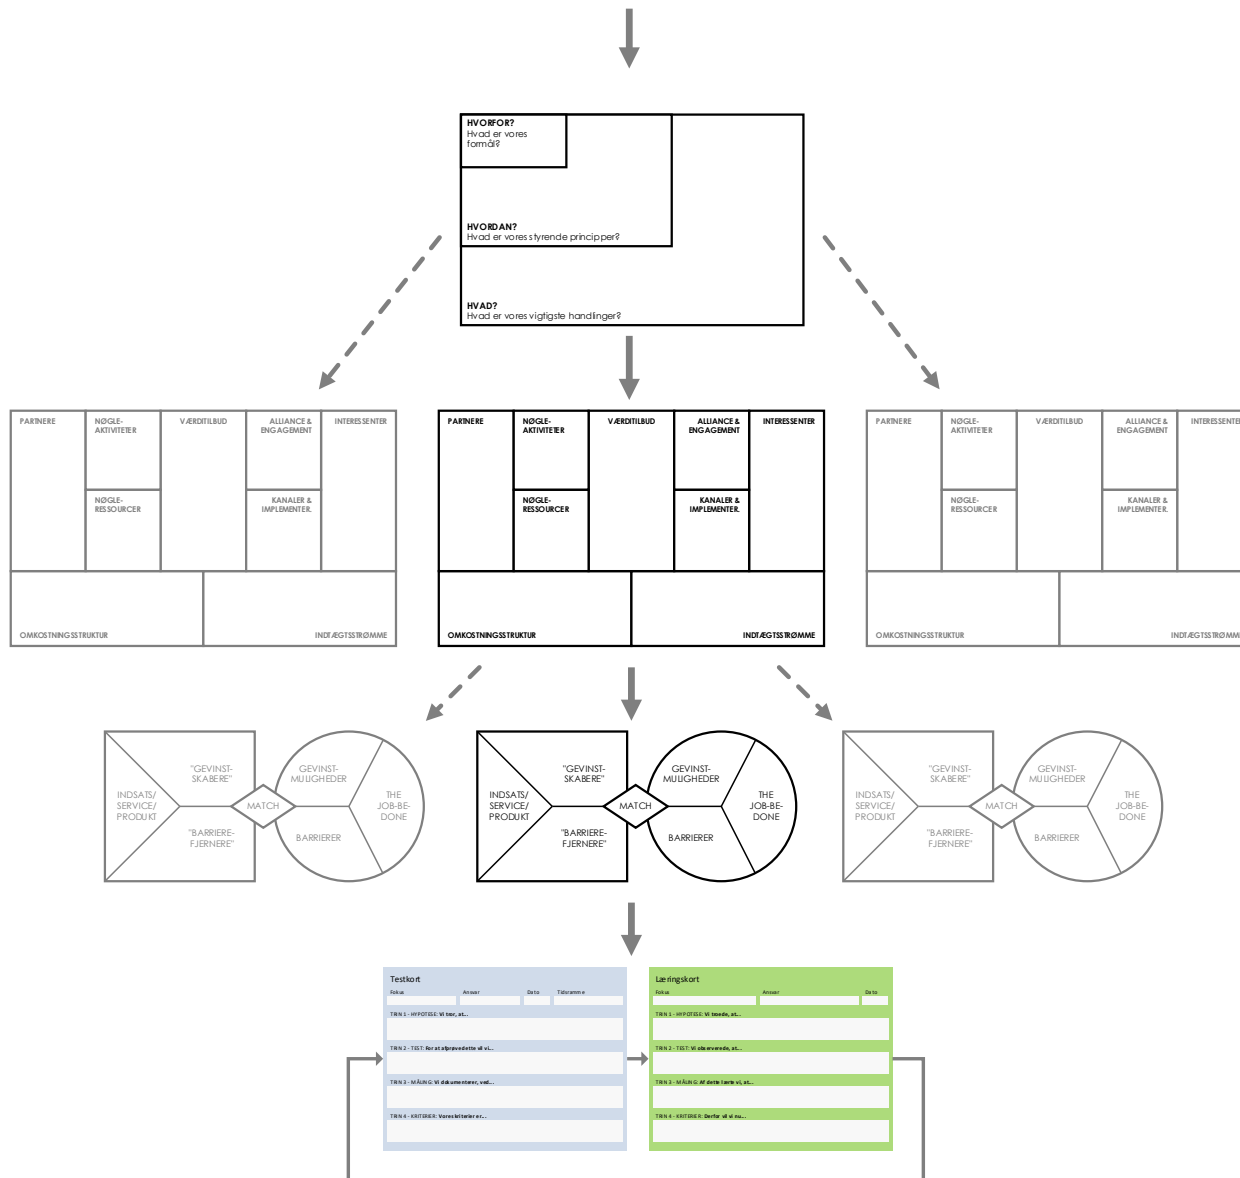 HVORFOR?
Hvad er vores
formål?
HVORDAN?
Hvad er vores styrende principper?
HVAD?
Hvad er vores vigtigste handlinger?
PARTNERE
NØGLE-
AKTIVITETER
VÆRDITILBUD
ALLIANCE &
ENGAGEMENT
INTERESSENTER
NØGLE-
RESSOURCER
KANALER &
IMPLEMENTER.
OMKOSTNINGSSTRUKTUR
INDTÆGTSSTRØMME
PARTNERE
NØGLE-
AKTIVITETER
VÆRDITILBUD
ALLIANCE &
ENGAGEMENT
INTERESSENTER
NØGLE-
RESSOURCER
KANALER &
IMPLEMENTER.
OMKOSTNINGSSTRUKTUR
INDTÆGTSSTRØMME
PARTNERE
NØGLE-
AKTIVITETER
VÆRDITILBUD
ALLIANCE &
ENGAGEMENT
INTERESSENTER
NØGLE-
RESSOURCER
KANALER &
IMPLEMENTER.
OMKOSTNINGSSTRUKTUR
INDTÆGTSSTRØMME
"GEVINST-
SKABERE"
INDSATS/
SERVICE/
PRODUKT
"BARRIERE-
FJERNERE"
MATCH
GEVINST-
MULIGHEDER
BARRIERER
THE
JOB-BE-
DONE
"GEVINST-
SKABERE"
INDSATS/
SERVICE/
PRODUKT
"BARRIERE-
FJERNERE"
MATCH
GEVINST-
MULIGHEDER
BARRIERER
THE
JOB-BE-
DONE
"GEVINST-
SKABERE"
INDSATS/
SERVICE/
PRODUKT
"BARRIERE-
FJERNERE"
MATCH
GEVINST-
MULIGHEDER
BARRIERER
THE
JOB-BE-
DONE
Testkort
Fokus Ansvar Dato Tidsramme
TRIN 1 - HYPOTESE: Vi tror, at...
TRIN 2 - TEST: For at afprøve dette vil vi...
TRIN 3 - MÅLING: Vi dokumenterer, ved...
TRIN 4 - KRITERIER: Vores kriterier er...
Læringskort
Fokus Ansvar Dato
TRIN 1 - HYPOTESE: Vi troede, at...
TRIN 2 - TEST: Vi observerede, at...
TRIN 3 - MÅLING: Af dette lærte vi, at...
TRIN 4 - KRITERIER: Derfor vil vi nu...